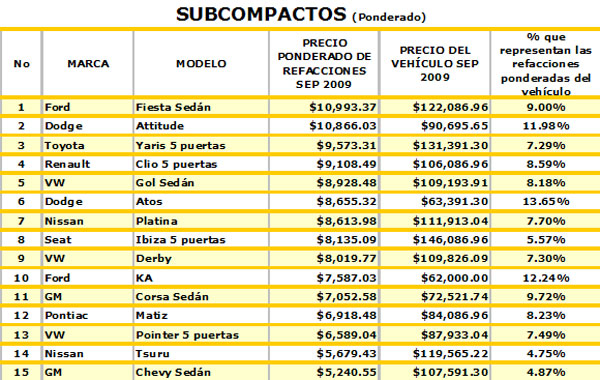 SUBCOMPACTOS (Ponderado)
No MARCA MODELO PRECIO PONDERADO DE REFACCIONES SEP 2009 PRECIO DEL VEHÍCULO SEP 2009 % que representan las refacciones ponderadas del vehículo
1 Ford Fiesta Sedán $10,993.37 $122,086.96 9.00%
2 Dodge Attitude $10,866.03 $90,695.65 11.98%
3 Toyota Yaris 5 puertas $9,573.31 $131,391.30 7.29%
4 Renault Clio 5 puertas $9,108.49 $106,086.96 8.59%
5 VW Gol Sedán $8,928.48 $109,193.91 8.18%
6 Dodge Atos $8,655.32 $63,391.30 13.65%
7 Nissan Platina $8,613.98 $111,913.04 7.70%
8 Seat Ibiza 5 puertas $8,135.09 $146,086.96 5.57%
9 VW Derby $8,019.77 $109,826.09 7.30%
10 Ford KA $7,587.03 $62,000.00 12.24%
11 GM Corsa Sedán $7,052.58 $72,521.74 9.72%
12 Pontiac Matiz $6,918.48 $84,086.96 8.23%
13 VW Pointer 5 puertas $6,589.04 $87,933.04 7.49%
14 Nissan Tsuru $5,679.43 $119,565.22 4.75%
15 GM Chevy Sedán $5,240.55 $107,591.30 4.87%